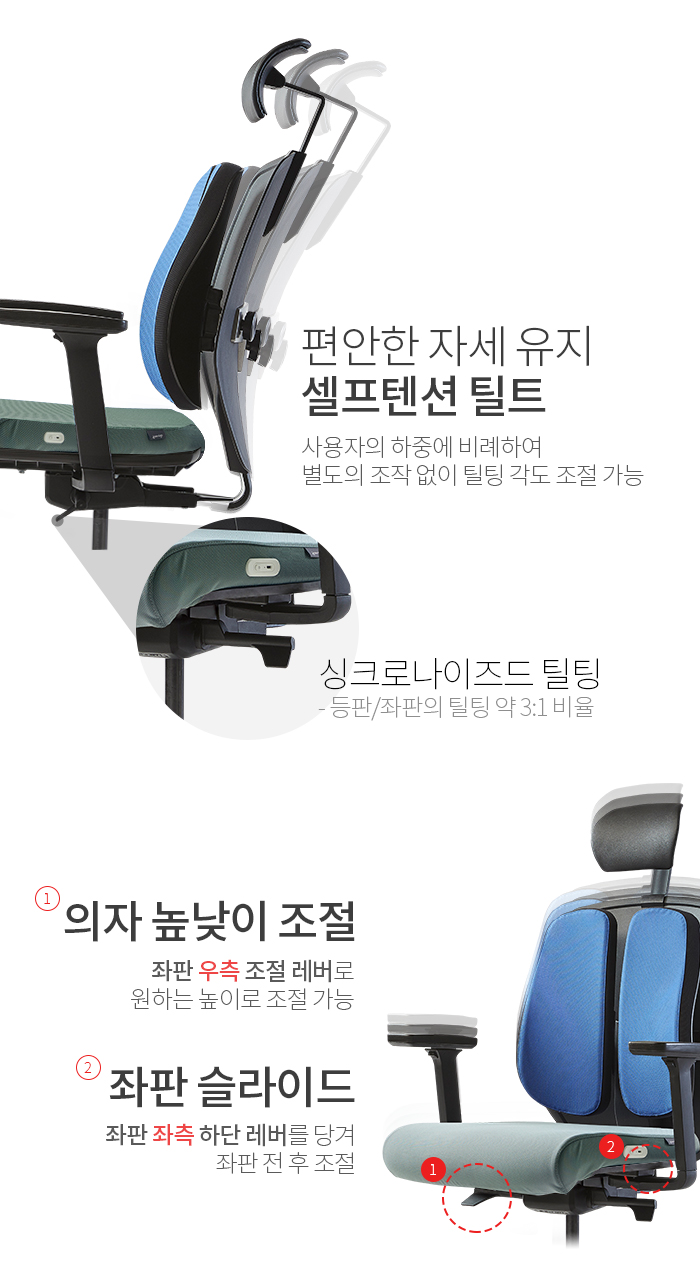 편안한 자세 유지
셀프텐션 틸트
사용자의 하중에 비례하여
별도의 조작 없이 틸팅 각도 조절 가능
싱크로나이즈드 틸팅
- 등판/좌판의 틸팅 약 3:1 비율
1
의자 높낮이 조절
좌판 우측 조절 레버로
원하는 높이로 조절 가능
2
좌판 슬라이드
좌판 좌측 하단 레버를 당겨
좌판 전 후 조절
2
1